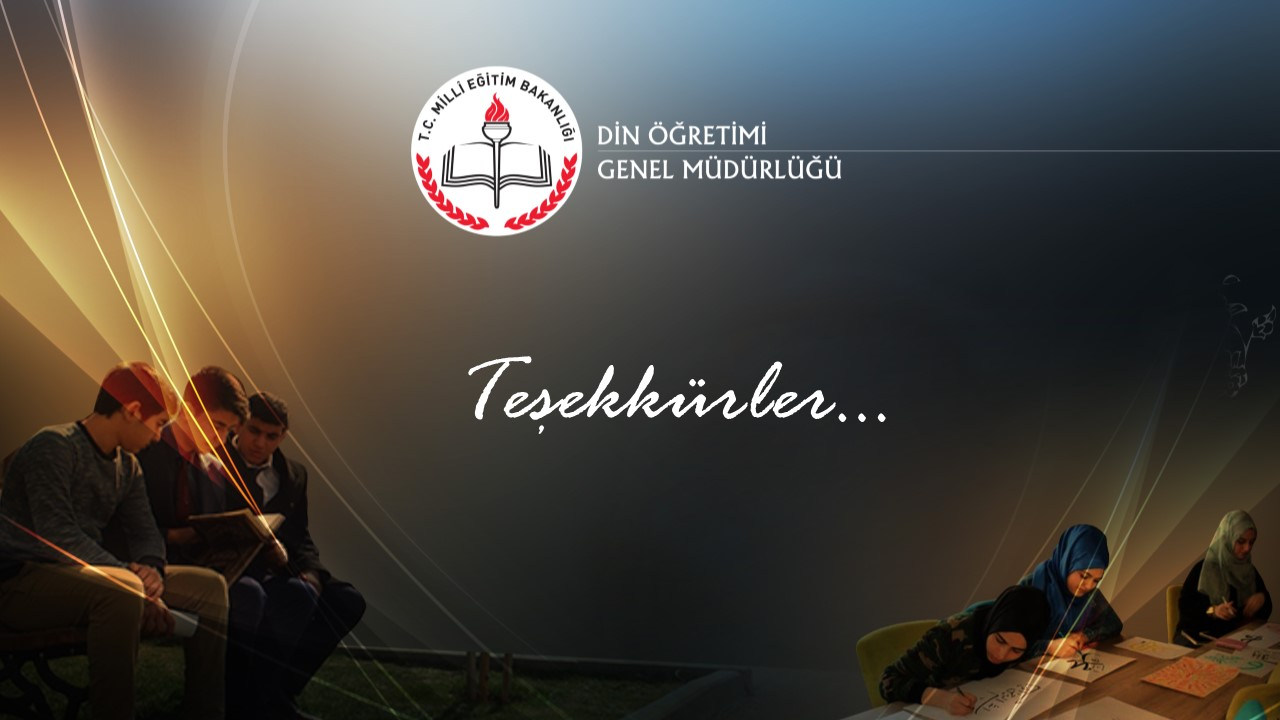 T.C. MİLLİ EĞİTİM BAKANLIĞI
DİN ÖĞRETİMİ
GENEL MÜDÜRLÜĞÜ
Teşekkürler...